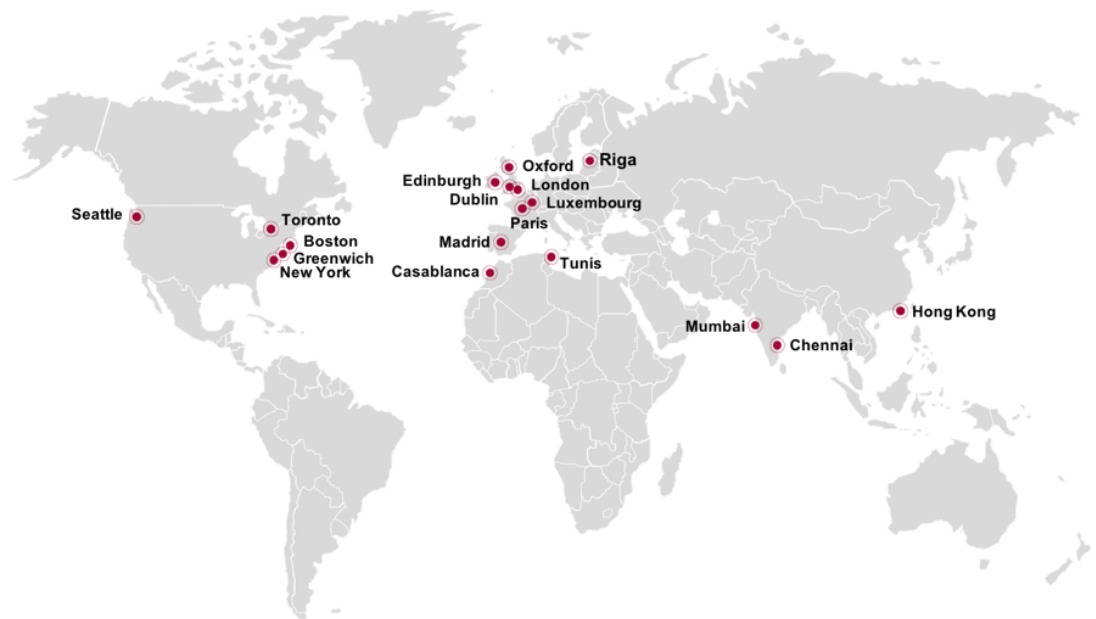 Oxford
Riga
Edinburgh
London
Dublin
Luxembourg
Seattle
Toronto
Paris
Boston
Madrid
Greenwich
Tunis
New York
Casablanca
Hong Kong
Mumbai
Chennai